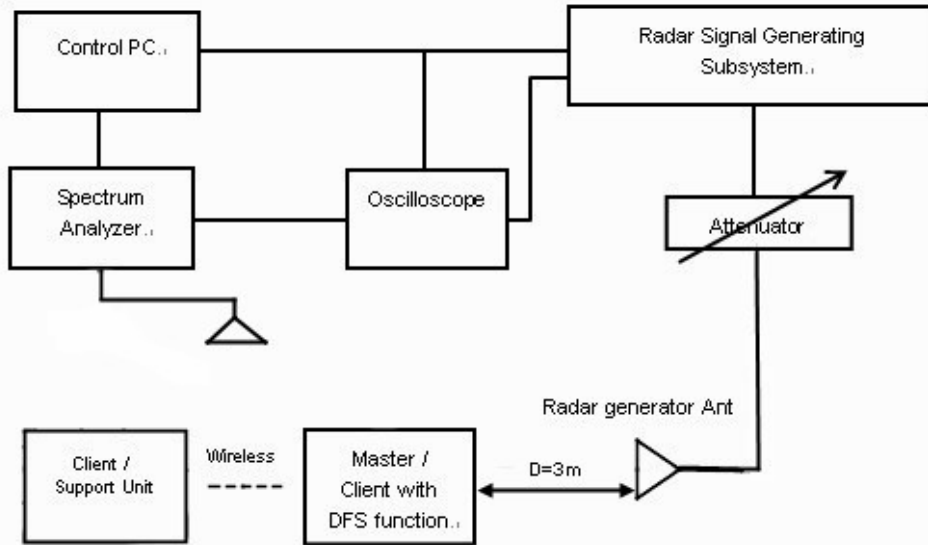 Control PC.
Radar Signal Generating
Subsystem.
Spectrum
Analyzer.
Oscilloscope
Attenuator
Radar generator Ant
Client /
Support Unit
Wireless
Master /
Client with
DFS function.
D=3m